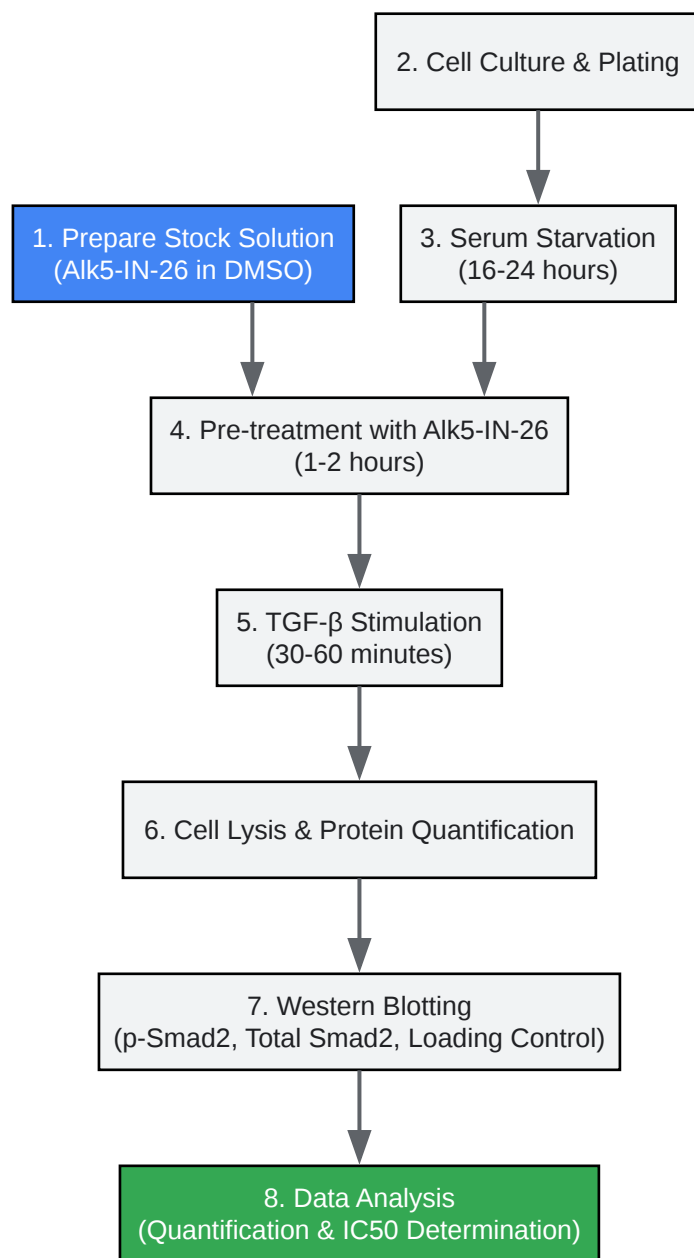 2. Cell Culture & Plating
1. Prepare Stock Solution
(Alk5-IN-26 in DMSO)
3. Serum Starvation
(16-24 hours)
4. Pre-treatment with Alk5-IN-26
(1-2 hours)
5. TGF-β Stimulation
(30-60 minutes)
6. Cell Lysis & Protein Quantification
7. Western Blotting
(p-Smad2, Total Smad2, Loading Control)
8. Data Analysis
(Quantification & IC50 Determination)